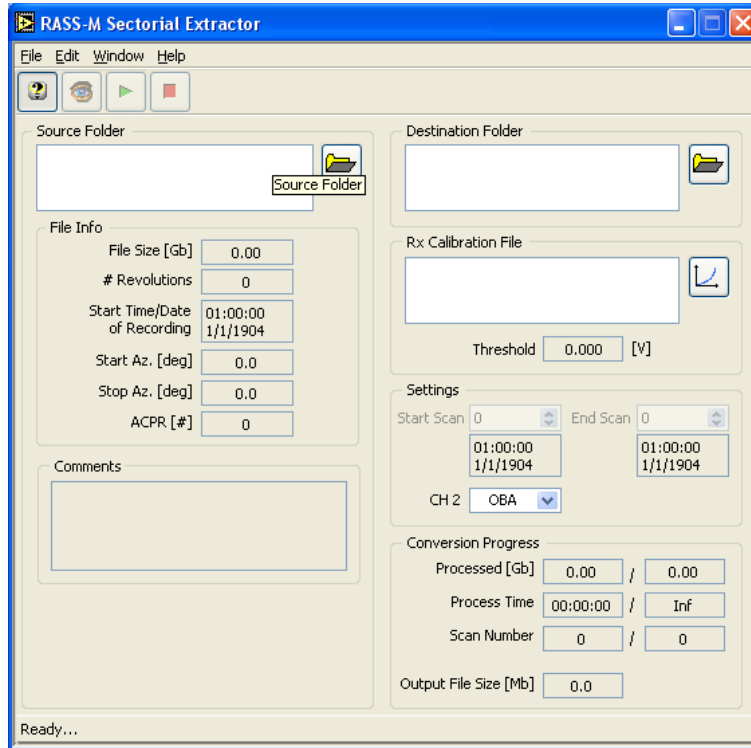 RASS-M Sectorial Extractor
File Edit Window Help
Source Folder
Source Folder
File Info
File Size [Gb] 0.00
# Revolutions 0
Start Time/Date of Recording
01:00:00
1/1/1904
Start Az. [deg] 0.0
Stop Az. [deg] 0.0
ACPR [#] 0
Comments
Destination Folder
Rx Calibration File
Threshold 0.000 [V]
Settings
Start Scan 0 End Scan 0
01:00:00 01:00:00
1/1/1904 1/1/1904
CH 2 OBA
Conversion Progress
Processed [Gb] 0.00 / 0.00
Process Time 00:00:00 / Inf
Scan Number 0 / 0
Output File Size [Mb] 0.0
Ready...